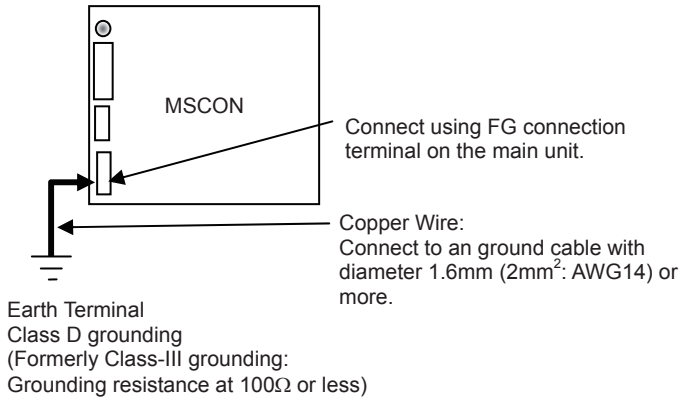 MSCON
Connect using FG connection
terminal on the main unit.
Copper Wire:
Connect to an ground cable with
diameter 1.6mm (2mm²: AWG14) or
more.
Earth Terminal
Class D grounding
(Formerly Class-III grounding:
Grounding resistance at 100Ω or less)